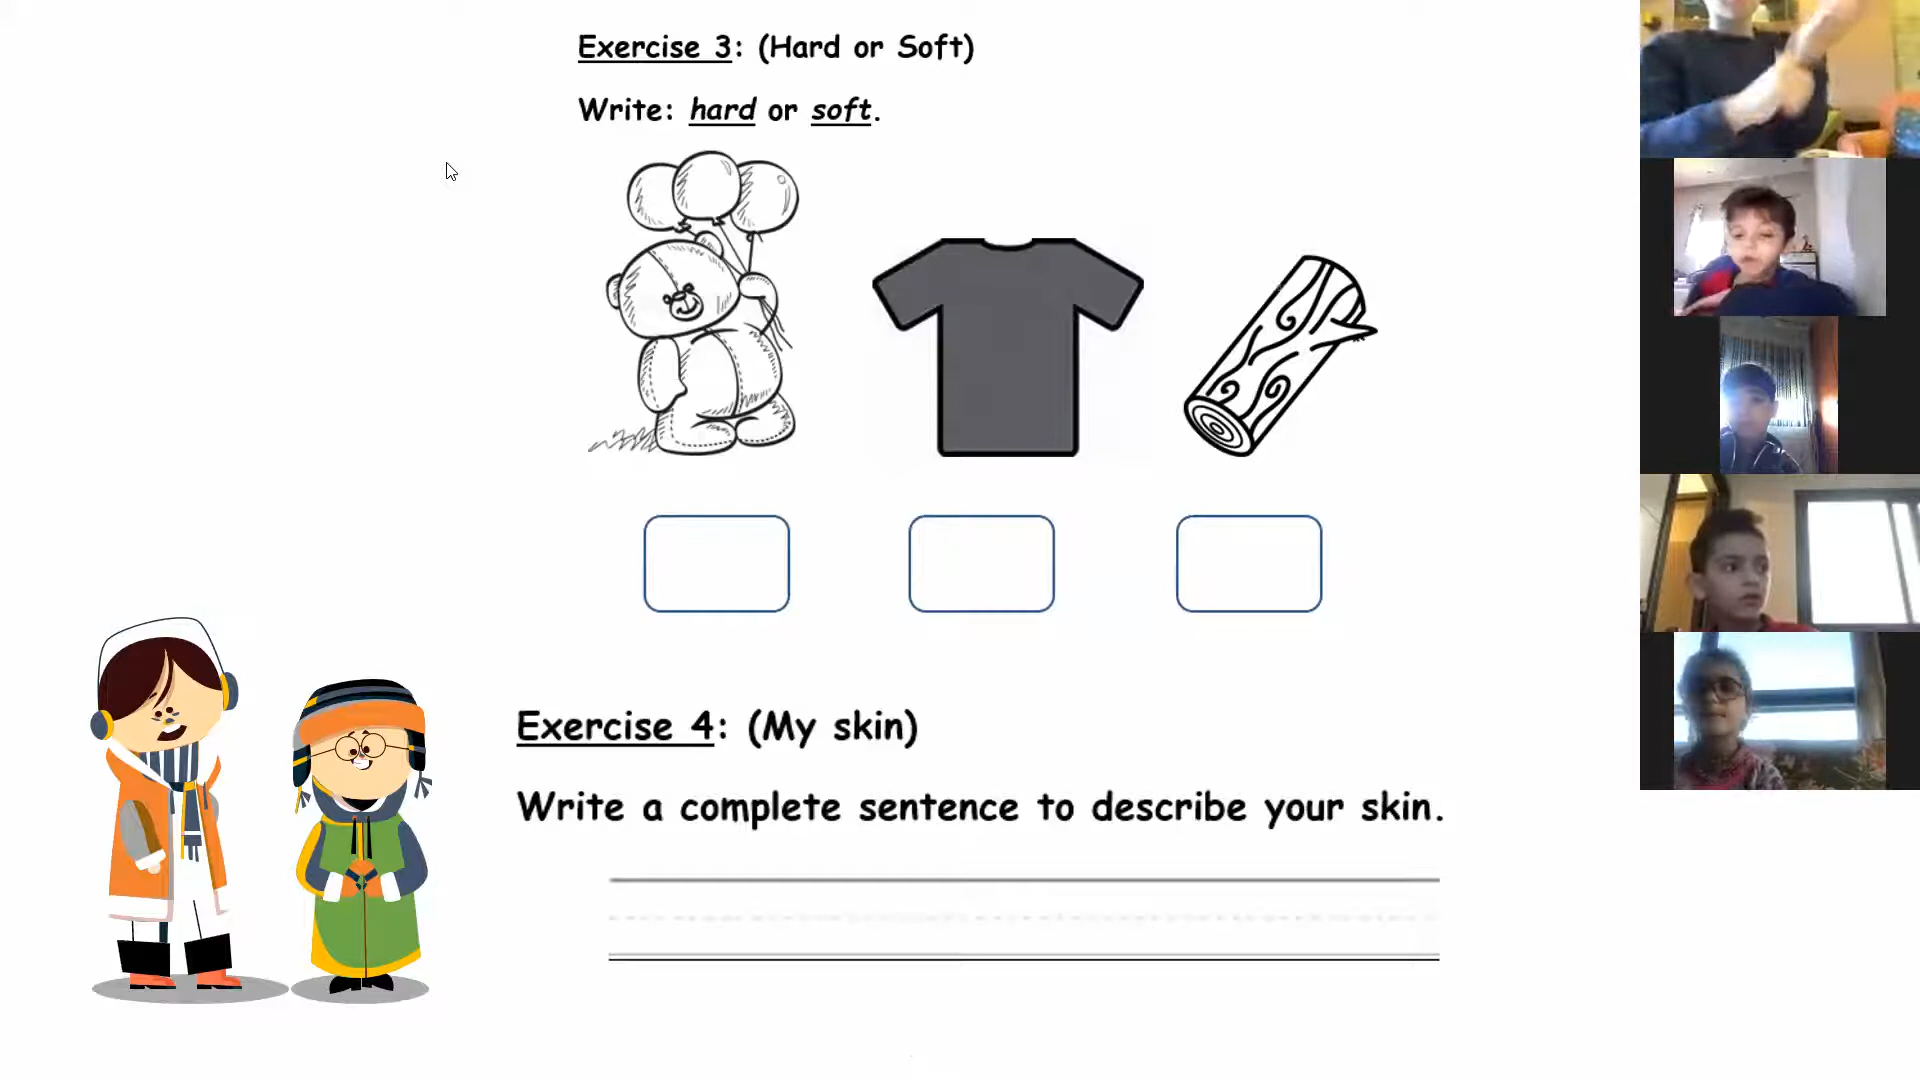 Exercise 3: (Hard or Soft)
Write: hard or soft.
Exercise 4: (My skin)
Write a complete sentence to describe your skin.